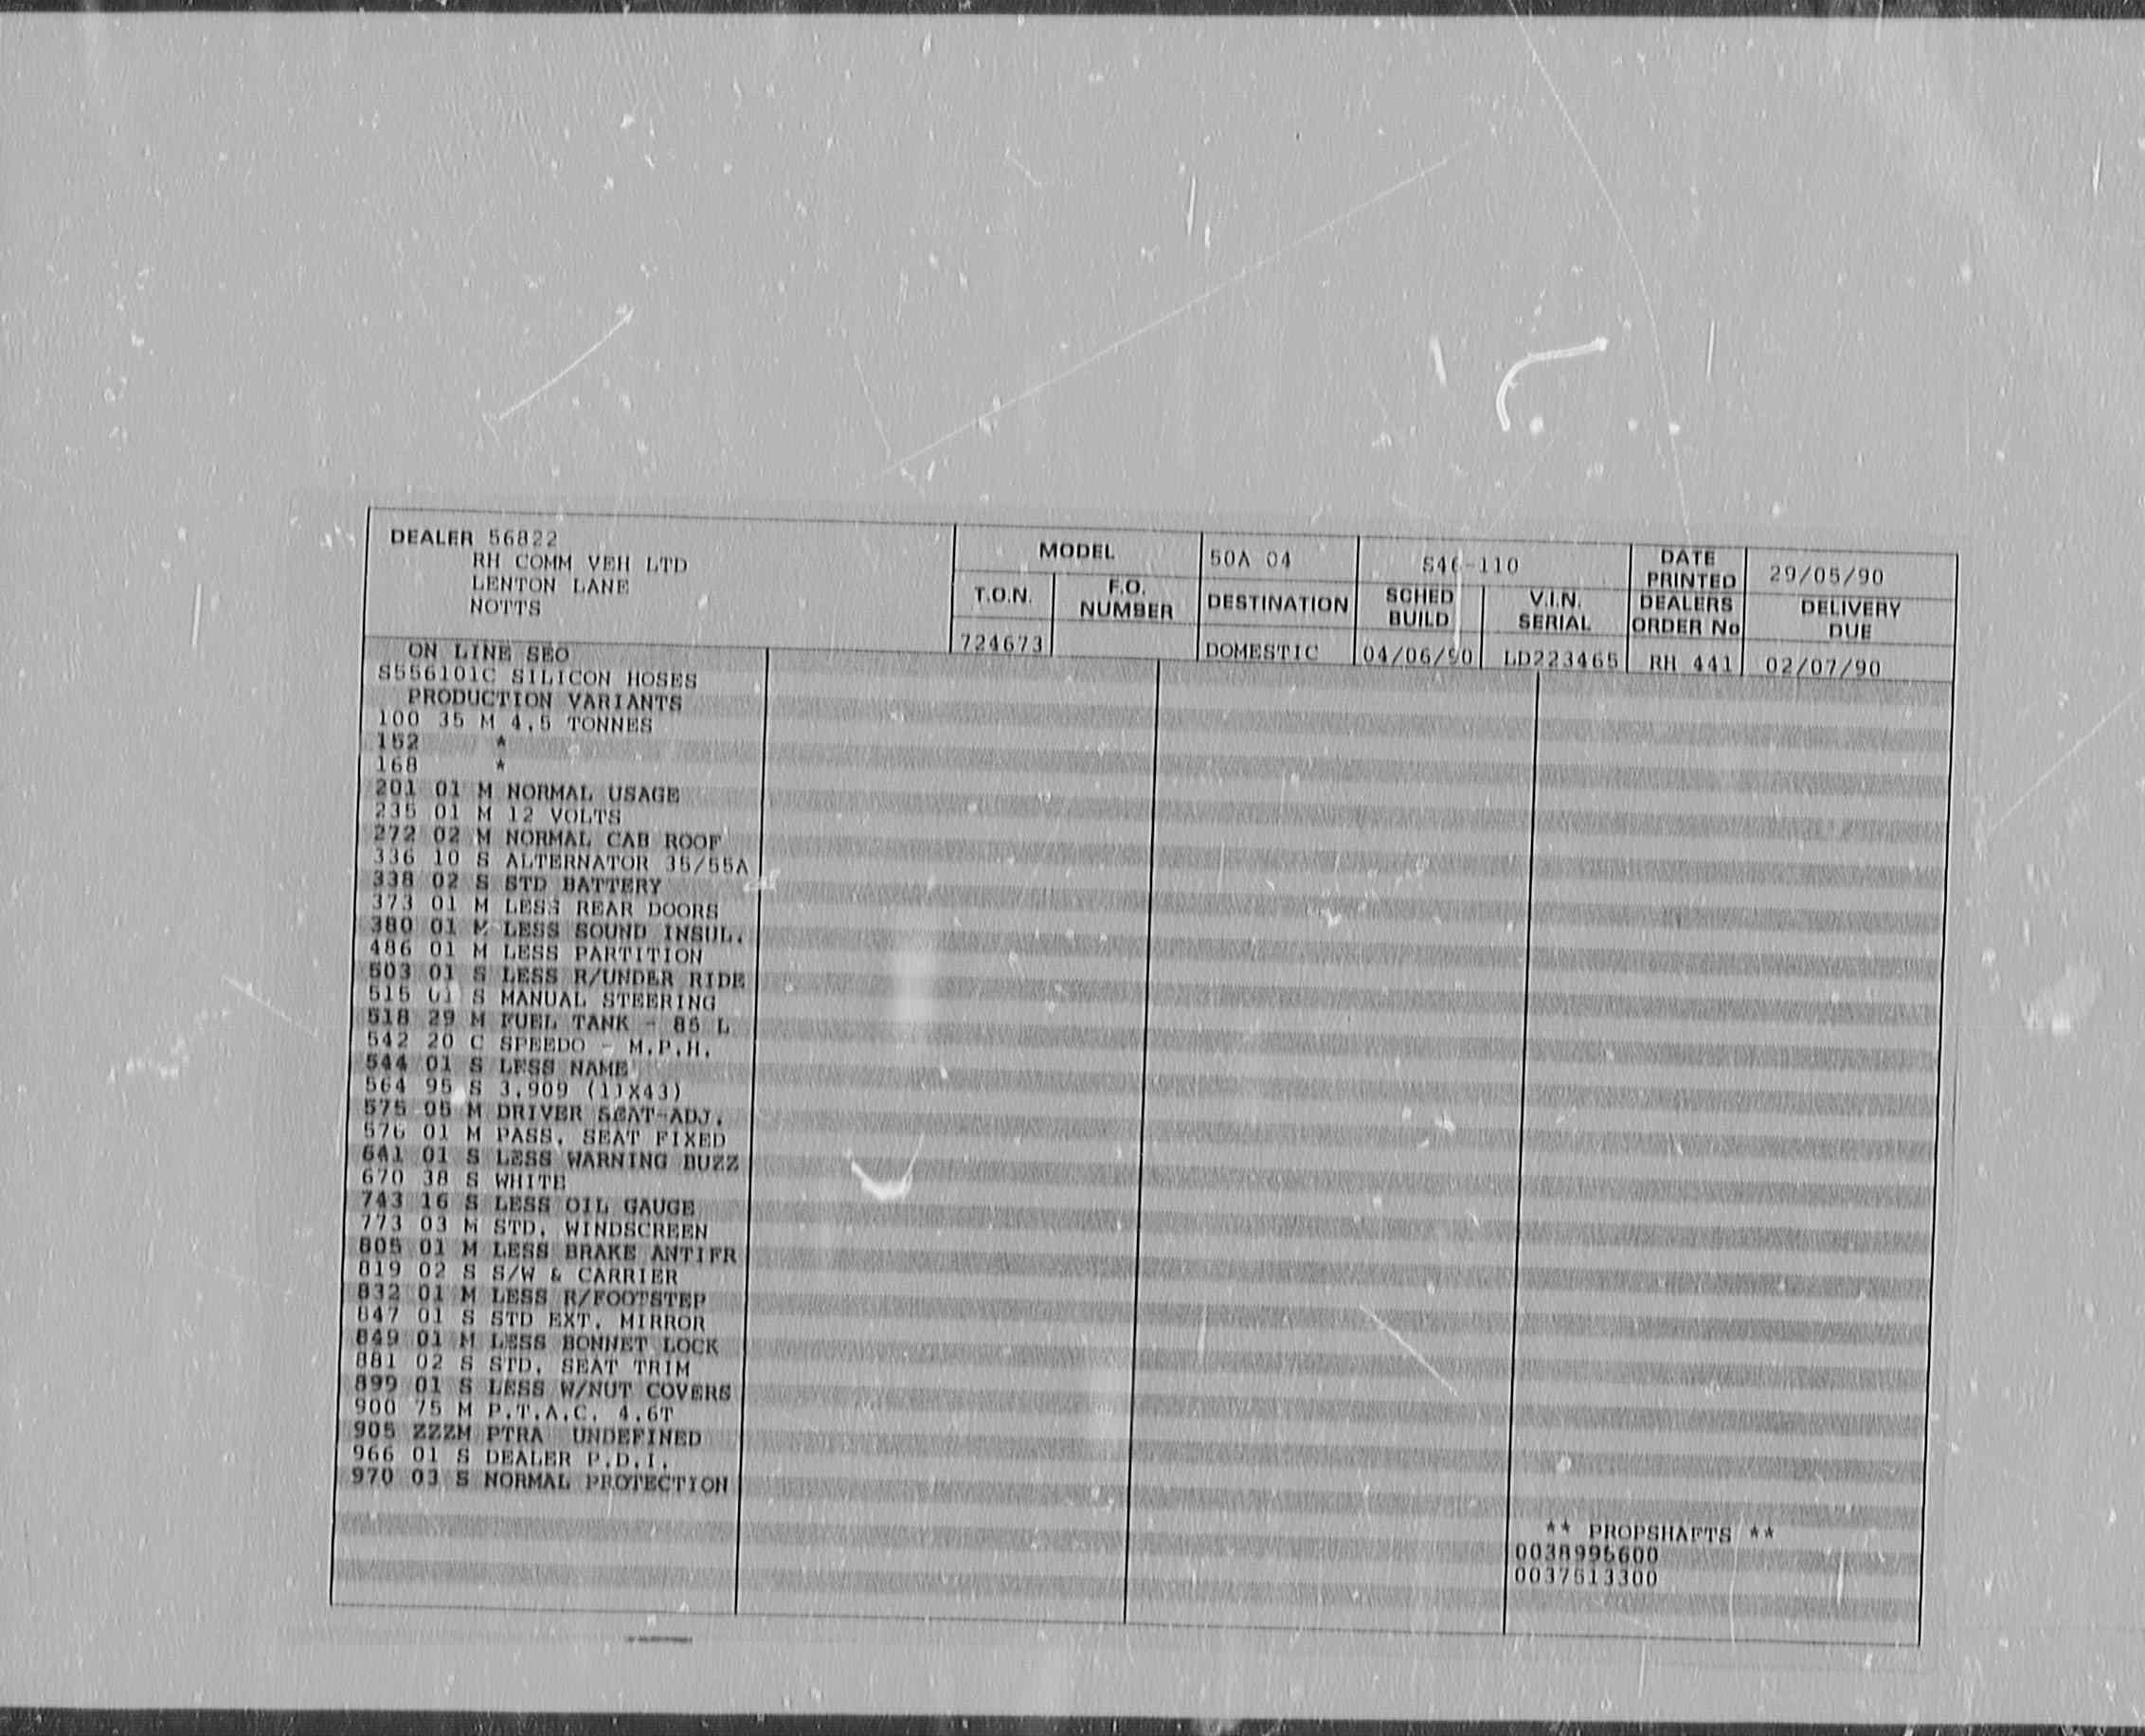 DEALER 56822
RH COMM VEH LTD
LENTON LANE
NOTTS
MODEL
50A 04
S46-110
DATE PRINTED
29/05/90
T.O.N.
F.O. NUMBER
DESTINATION
SCHED BUILD
V.I.N. SERIAL
DEALERS ORDER No
DELIVERY DUE
724673
DOMESTIC
04/06/90
LD223465
RH 441
02/07/90
ON LINE SEO
S556101C SILICON HOSES
PRODUCTION VARIANTS
100 35 M 4.5 TONNES
152 *
168 *
201 01 M NORMAL USAGE
235 01 M 12 VOLTS
272 02 M NORMAL CAB ROOF
336 10 S ALTERNATOR 35/55A
338 02 S STD BATTERY
373 01 M LESS REAR DOORS
380 01 M LESS SOUND INSUL.
486 01 M LESS PARTITION
503 01 S LESS R/UNDER RIDE
515 01 S MANUAL STEERING
518 29 M FUEL TANK - 85 L
542 20 C SPEEDO - M.P.H.
544 01 S LESS NAME
564 95 S 3.909 (11X43)
575 05 M DRIVER SEAT-ADJ.
576 01 M PASS. SEAT FIXED
641 01 S LESS WARNING BUZZ
670 38 S WHITE
743 16 S LESS OIL GAUGE
773 03 M STD. WINDSCREEN
805 01 M LESS BRAKE ANTIFR
819 02 S S/W & CARRIER
832 01 M LESS R/FOOTSTEP
847 01 S STD EXT. MIRROR
849 01 M LESS BONNET LOCK
881 02 S STD. SEAT TRIM
899 01 S LESS W/NUT COVERS
900 75 M P.T.A.C. 4.6T
905 ZZZM PTRA UNDEFINED
966 01 S DEALER P.D.I.
970 03 S NORMAL PROTECTION
** PROPSHAFTS **
0038995600
0037513300